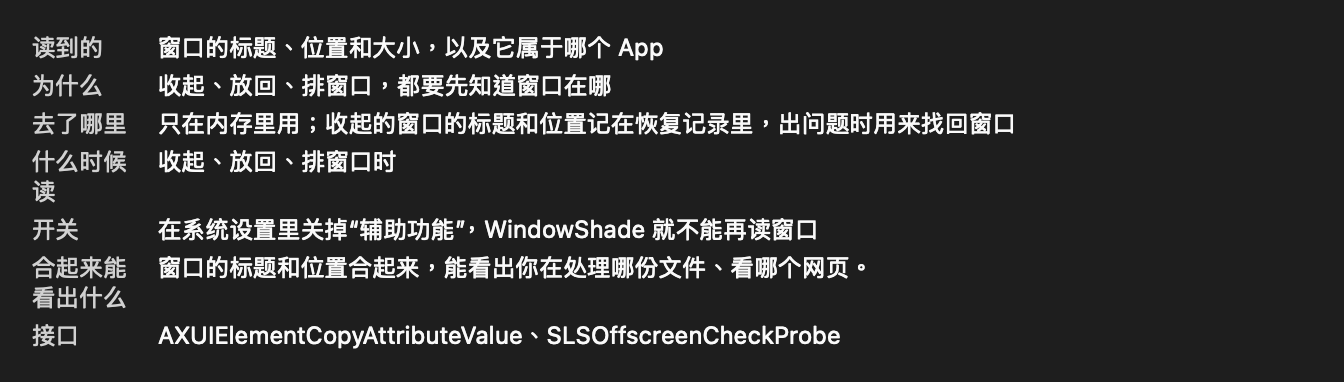 读到的 窗口的标题、位置和大小，以及它属于哪个 App
为什么 收起、放回、排窗口，都要先知道窗口在哪
去了哪里 只在内存里用；收起的窗口的标题和位置记在恢复记录里，出问题时用来找回窗口
什么时候 收起、放回、排窗口时
读
开关 在系统设置里关掉“辅助功能”，WindowShade 就不能再读窗口
合起来能 窗口的标题和位置合起来，能看出你在处理哪份文件、看哪个网页。
看出什么
接口 AXUIElementCopyAttributeValue、SLSOffscreenCheckProbe